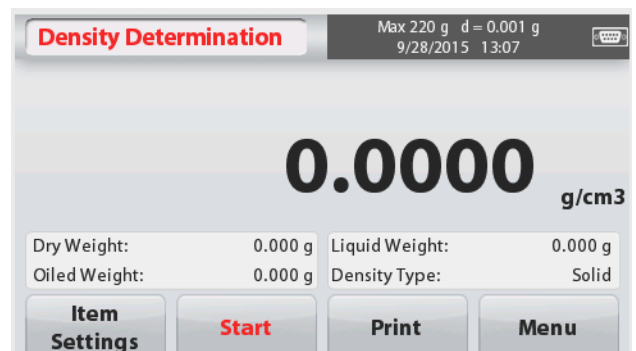 Density Determination
Max 220 g d = 0.001 g
9/28/2015 13:07
0.0000
g/cm3
Dry Weight: 0.000 g Liquid Weight: 0.000 g
Oiled Weight: 0.000 g Density Type: Solid
Item
Settings
Start
Print
Menu